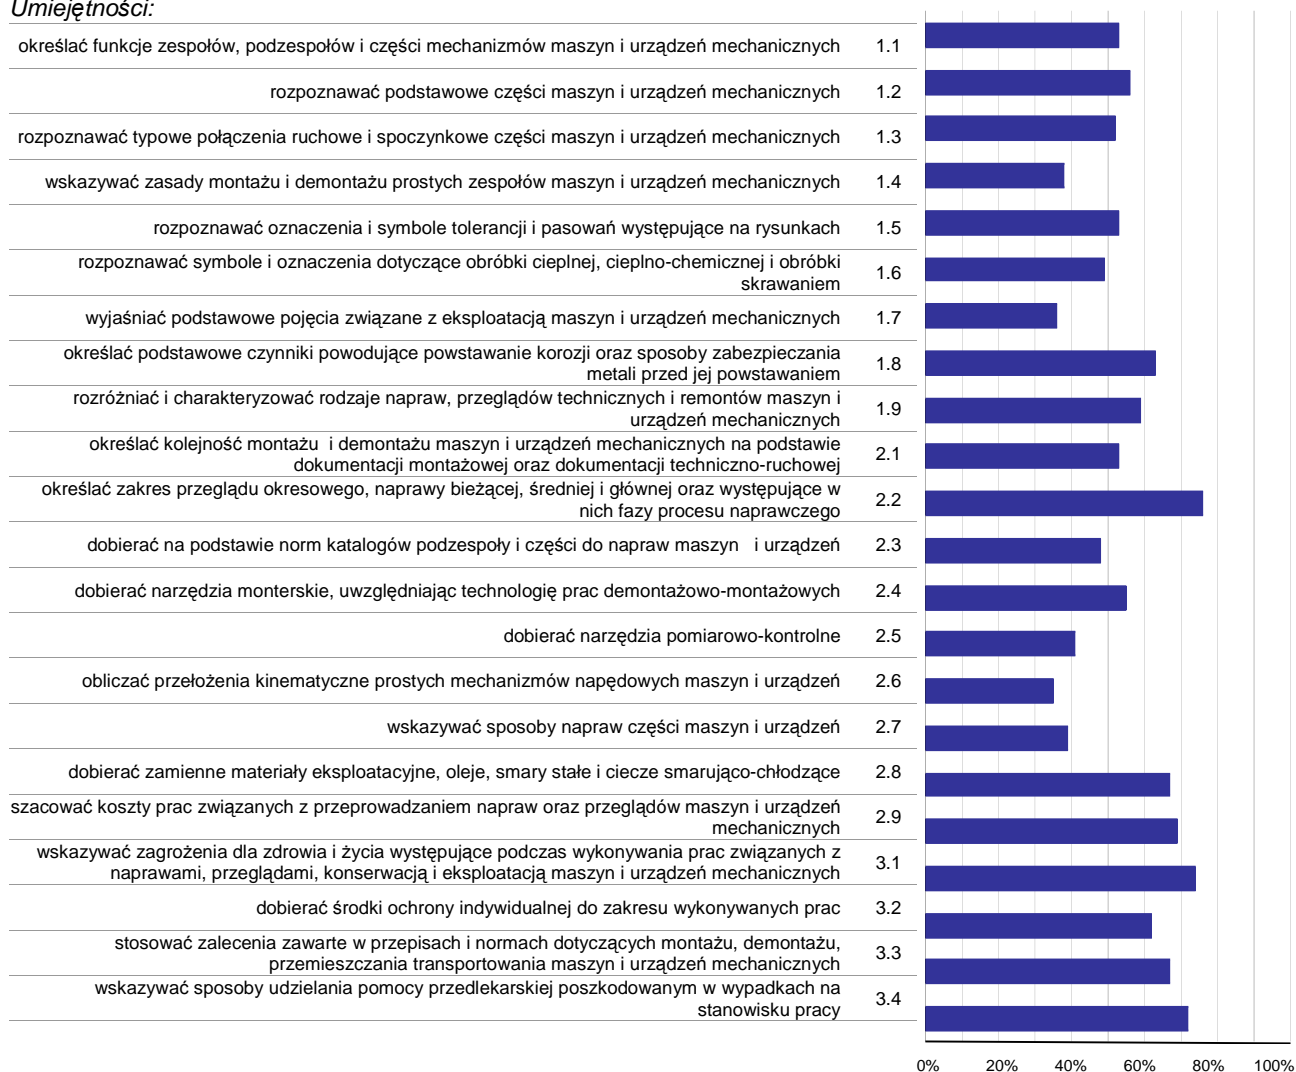 Umiejętności:
określać funkcje zespołów, podzespołów i części mechanizmów maszyn i urządzeń mechanicznych 1.1
rozpoznawać podstawowe części maszyn i urządzeń mechanicznych 1.2
rozpoznawać typowe połączenia ruchowe i spoczynkowe części maszyn i urządzeń mechanicznych 1.3
wskazywać zasady montażu i demontażu prostych zespołów maszyn i urządzeń mechanicznych 1.4
rozpoznawać oznaczenia i symbole tolerancji i pasowań występujące na rysunkach 1.5
rozpoznawać symbole i oznaczenia dotyczące obróbki cieplnej, cieplno-chemicznej i obróbki
skrawaniem 1.6
wyjaśniać podstawowe pojęcia związane z eksploatacją maszyn i urządzeń mechanicznych 1.7
określać podstawowe czynniki powodujące powstawanie korozji oraz sposoby zabezpieczania
metali przed jej powstawaniem 1.8
rozróżniać i charakteryzować rodzaje napraw, przeglądów technicznych i remontów maszyn i
urządzeń mechanicznych 1.9
określać kolejność montażu i demontażu maszyn i urządzeń mechanicznych na podstawie
dokumentacji montażowej oraz dokumentacji techniczno-ruchowej 2.1
określać zakres przeglądu okresowego, naprawy bieżącej, średniej i głównej oraz występujące w
nich fazy procesu naprawczego 2.2
dobierać na podstawie norm katalogów podzespoły i części do napraw maszyn i urządzeń 2.3
dobierać narzędzia monterskie, uwzględniając technologię prac demontażowo-montażowych 2.4
dobierać narzędzia pomiarowo-kontrolne 2.5
obliczać przełożenia kinematyczne prostych mechanizmów napędowych maszyn i urządzeń 2.6
wskazywać sposoby napraw części maszyn i urządzeń 2.7
dobierać zamienne materiały eksploatacyjne, oleje, smary stałe i ciecze smarująco-chłodzące 2.8
szacować koszty prac związanych z przeprowadzaniem napraw oraz przeglądów maszyn i urządzeń
mechanicznych 2.9
wskazywać zagrożenia dla zdrowia i życia występujące podczas wykonywania prac związanych z
naprawami, przeglądami, konserwacją i eksploatacją maszyn i urządzeń mechanicznych 3.1
dobierać środki ochrony indywidualnej do zakresu wykonywanych prac 3.2
stosować zalecenia zawarte w przepisach i normach dotyczących montażu, demontażu,
przemieszczania transportowania maszyn i urządzeń mechanicznych 3.3
wskazywać sposoby udzielania pomocy przedlekarskiej poszkodowanym w wypadkach na
stanowisku pracy 3.4
0% 20% 40% 60% 80% 100%